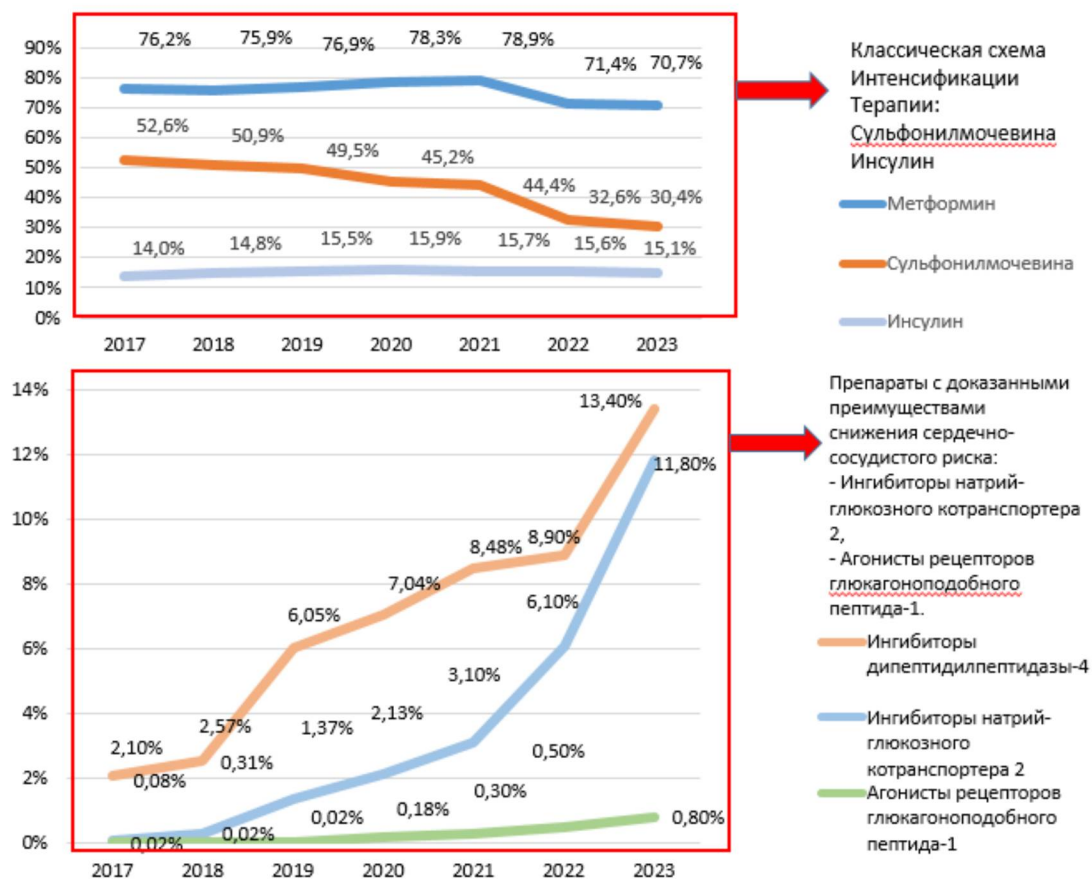 76,2% 75,9% 76,9% 78,3% 78,9% 71,4% 70,7%
90%
80%
70%
52,6% 50,9% 49,5% 45,2% 44,4% 32,6% 30,4%
60%
50%
40%
30%
14,0% 14,8% 15,5% 15,9% 15,7% 15,6% 15,1%
20%
10%
0%
2017 2018 2019 2020 2021 2022 2023
Классическая схема
Интенсификации
Терапии:
Сульфонилмочевина
Инсулин
Метформин
Сульфонилмочевина
Инсулин
14%
12%
10%
8%
6%
4%
2%
0%
2,10% 2,57% 6,05% 7,04% 8,48% 8,90% 13,40%
0,08% 0,31% 1,37% 2,13% 3,10% 6,10% 11,80%
0,02% 0,02% 0,02% 0,18% 0,30% 0,50% 0,80%
2017 2018 2019 2020 2021 2022 2023
Препараты с доказанными
преимуществами
снижения сердечно-
сосудистого риска:
- Ингибиторы натрий-
глюкозного котранспортера
2,
- Агонисты рецепторов
глюкагоноподобного
пептида-1.
Ингибиторы
дипептидилпептидазы-4
Ингибиторы натрий-
глюкозного
котранспортера 2
Агонисты рецепторов
глюкагоноподобного
пептида-1